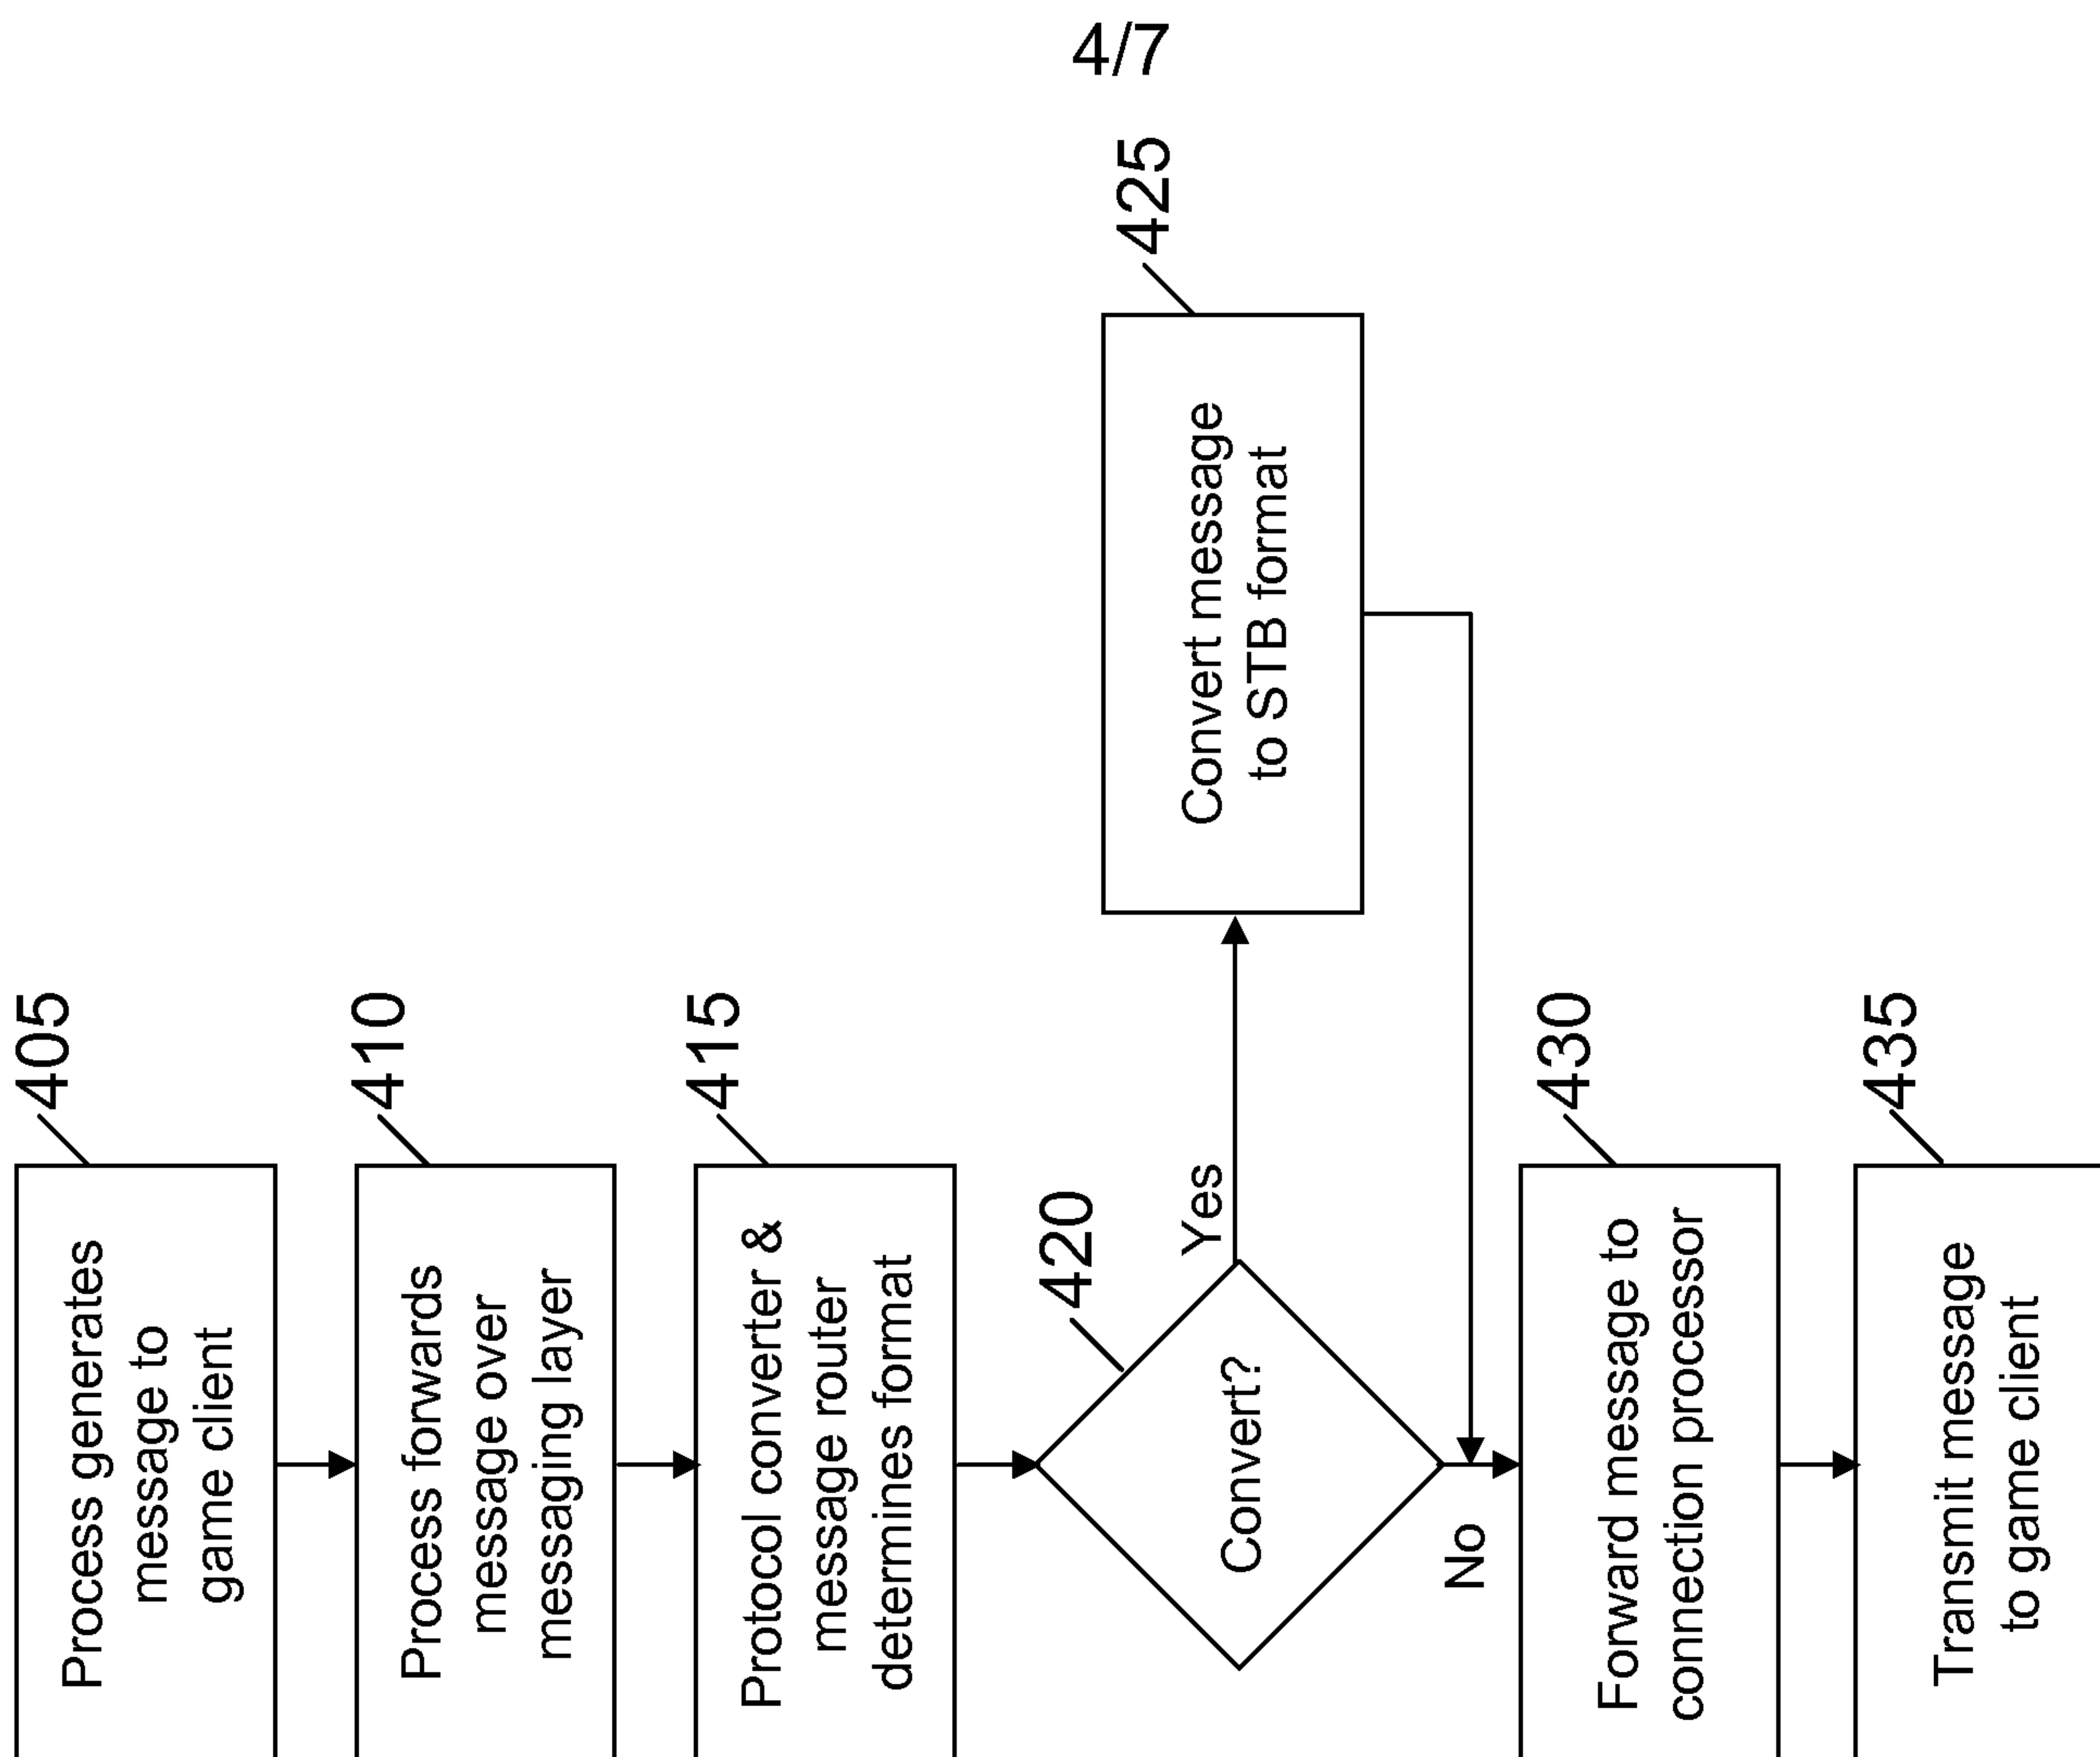 4/7
405
Process generates
message to
game client
410
Process forwards
message over
messaging layer
415
Protocol converter &
message router
determines format
420
Convert?
Yes
No
425
Convert message
to STB format
430
Forward message to
connection processor
435
Transmit message
to game client